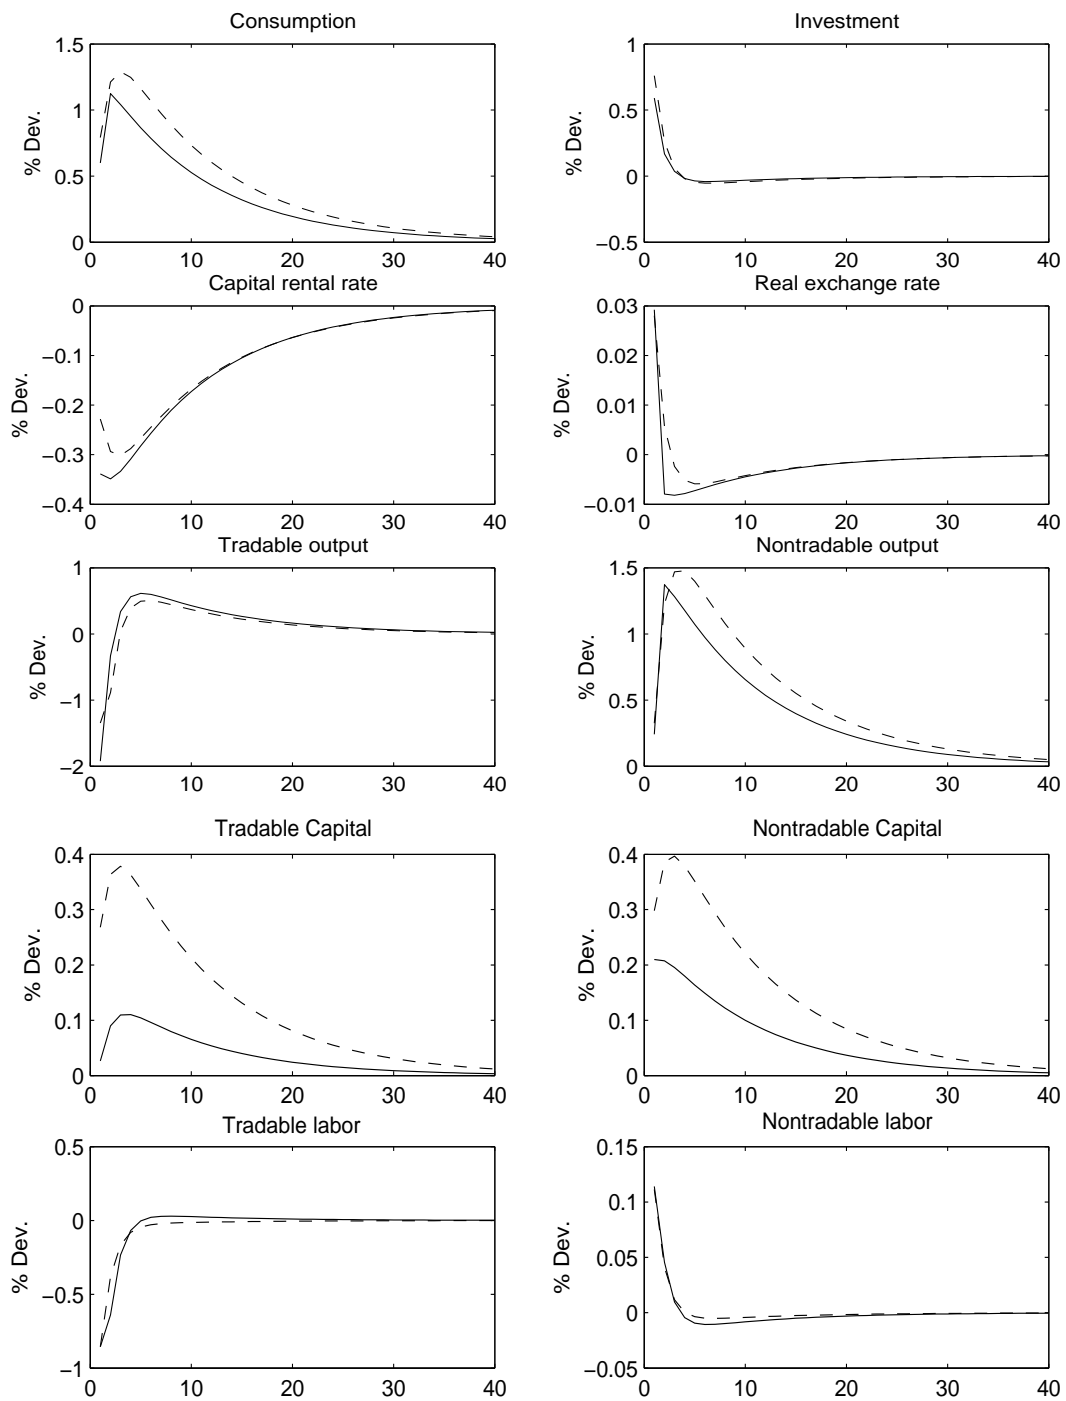 Consumption
1.5
1
0.5
0
% Dev.
0 10 20 30 40
Investment
1
0.5
0
−0.5
% Dev.
0 10 20 30 40
Capital rental rate
0
−0.1
−0.2
−0.3
−0.4
% Dev.
0 10 20 30 40
Real exchange rate
0.03
0.02
0.01
0
−0.01
% Dev.
0 10 20 30 40
Tradable output
1
0
−1
−2
% Dev.
0 10 20 30 40
Nontradable output
1.5
1
0.5
0
% Dev.
0 10 20 30 40
Tradable Capital
0.4
0.3
0.2
0.1
0
% Dev.
0 10 20 30 40
Nontradable Capital
0.4
0.3
0.2
0.1
0
% Dev.
0 10 20 30 40
Tradable labor
0.5
0
−0.5
−1
% Dev.
0 10 20 30 40
Nontradable labor
0.15
0.1
0.05
0
−0.05
% Dev.
0 10 20 30 40